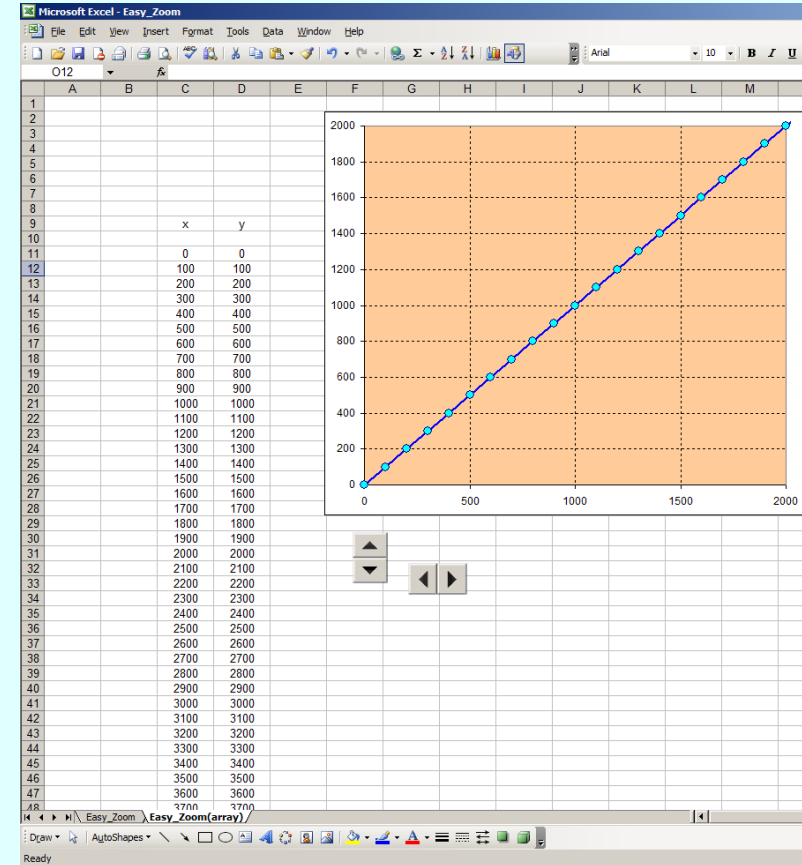 Microsoft Excel - Easy_Zoom
File Edit View Insert Format Tools Data Window Help
Arial 10 B I U
O12 fx
A B C D E F G H I J K L M
1
2
3
4
5
6
7
8
9 x y
10
11 0 0
12 100 100
13 200 200
14 300 300
15 400 400
16 500 500
17 600 600
18 700 700
19 800 800
20 900 900
21 1000 1000
22 1100 1100
23 1200 1200
24 1300 1300
25 1400 1400
26 1500 1500
27 1600 1600
28 1700 1700
29 1800 1800
30 1900 1900
31 2000 2000
32 2100 2100
33 2200 2200
34 2300 2300
35 2400 2400
36 2500 2500
37 2600 2600
38 2700 2700
39 2800 2800
40 2900 2900
41 3000 3000
42 3100 3100
43 3200 3200
44 3300 3300
45 3400 3400
46 3500 3500
47 3600 3600
48 3700 3700
2000
1800
1600
1400
1200
1000
800
600
400
200
0
0 500 1000 1500 2000
Easy_Zoom Easy_Zoom(array)
Draw AutoShapes
Ready